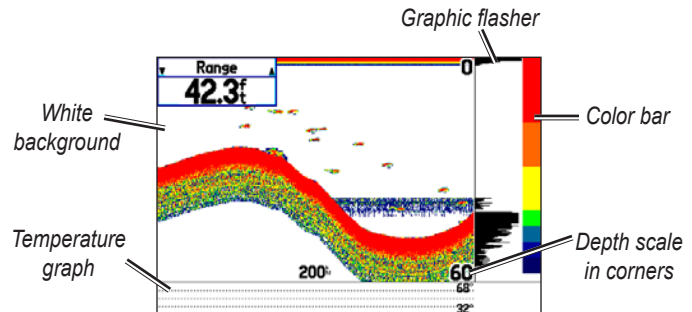 Graphic flasher
Range
42.3ft
0
White
background
Color bar
Temperature
graph
Depth scale
in corners
200
60
68°
32°